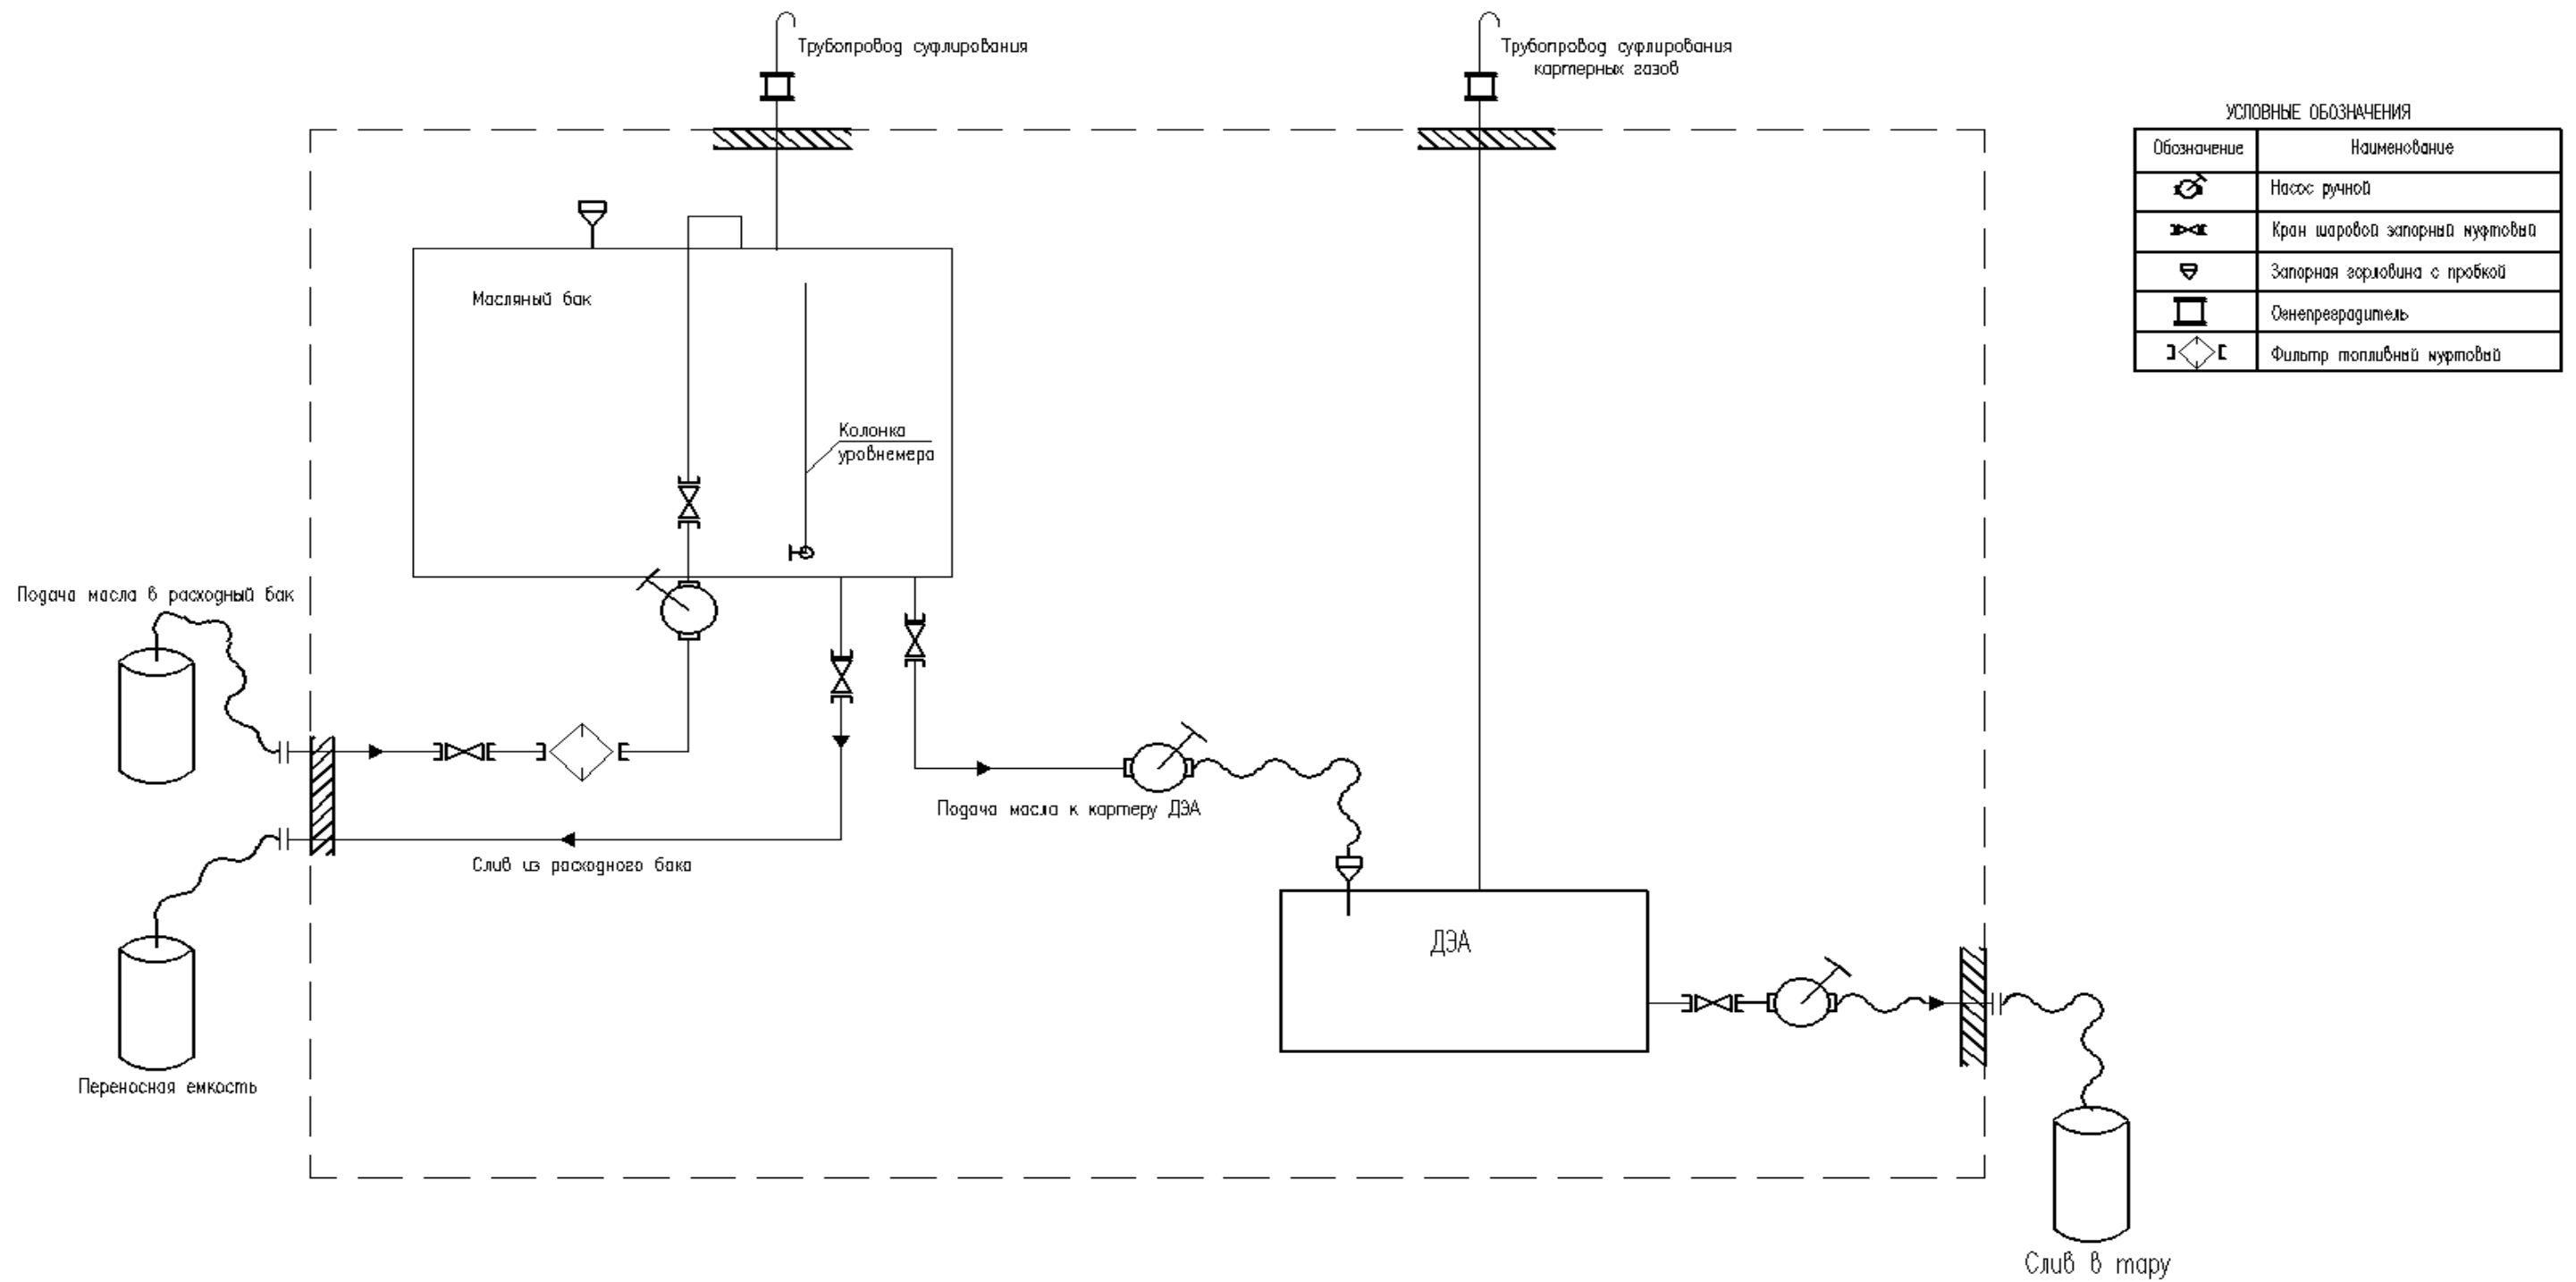 Трубопровод суфлирования
Трубопровод суфлирования
картерных газов
УСЛОВНЫЕ ОБОЗНАЧЕНИЯ
Обозначение Наименование
Насос ручной
Кран шаровой запорный муфтовый
Запорная горловина с пробкой
Огнепреградитель
Фильтр топливный муфтовый
Масляный бак
Колонка
уровнемера
Подача масла в расходный бак
Подача масла к картеру ДЭА
Слив из расходного бака
ДЭА
Переносная емкость
Слив в тару